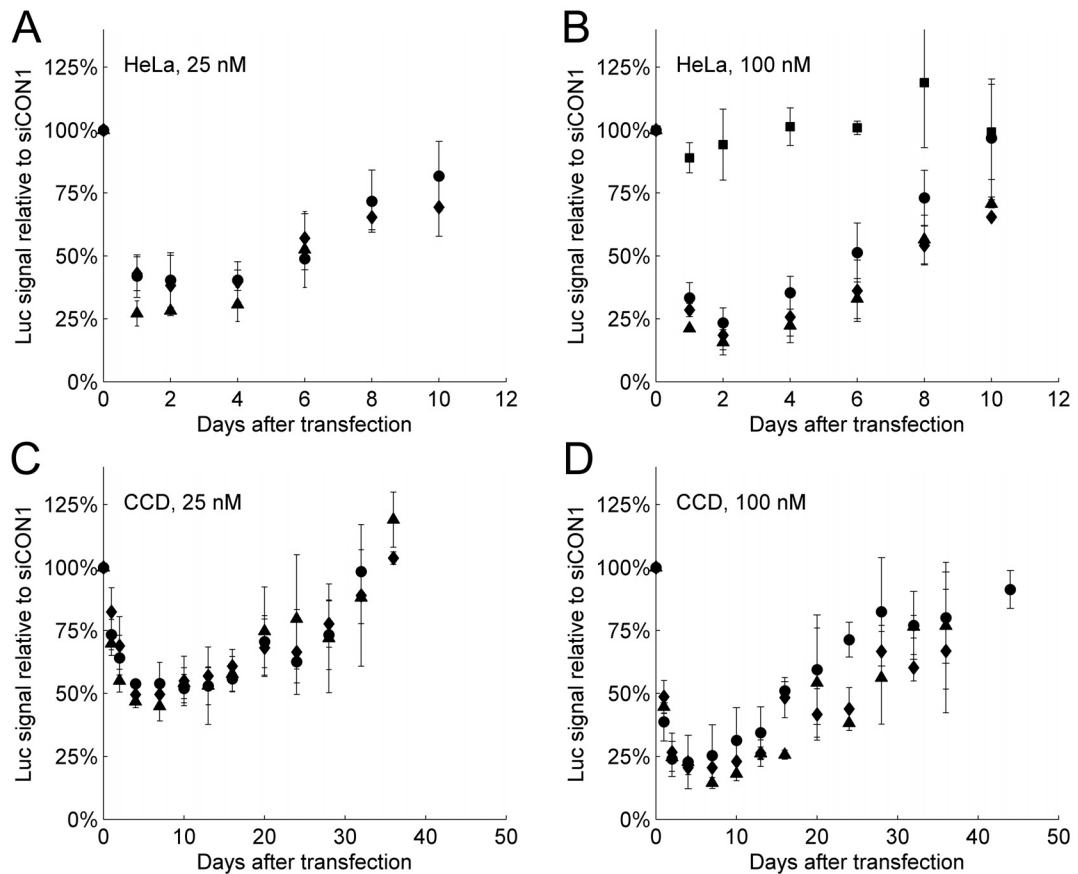 A
HeLa, 25 nM
Luc signal relative to siCON1
125%
100%
75%
50%
25%
0%
0 2 4 6 8 10 12
Days after transfection
B
HeLa, 100 nM
Luc signal relative to siCON1
125%
100%
75%
50%
25%
0%
0 2 4 6 8 10 12
Days after transfection
C
CCD, 25 nM
Luc signal relative to siCON1
125%
100%
75%
50%
25%
0%
0 10 20 30 40 50
Days after transfection
D
CCD, 100 nM
Luc signal relative to siCON1
125%
100%
75%
50%
25%
0%
0 10 20 30 40 50
Days after transfection